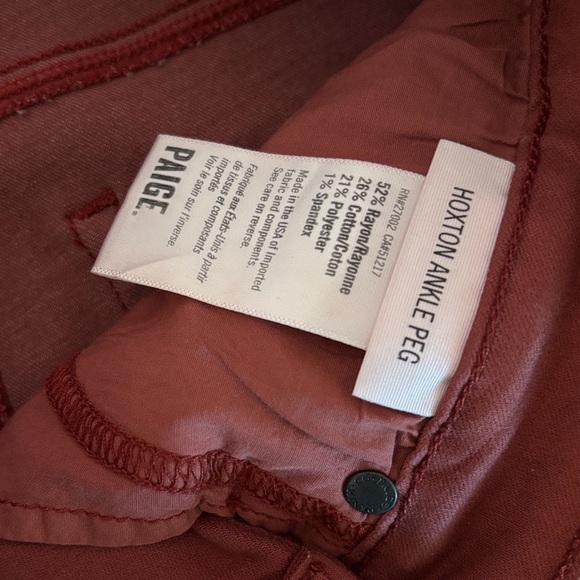 HOXTON ANKLE PEG
RN#27002 CA#51217
52% Rayon/Rayonne
26% Cotton/Coton
21% Polyester
1% Spandex
Made in the USA of Imported
fabric and components.
See care on reverse.
Fabriqué aux États-Unis à partir
de tissus et composants
importés
Voir le soin sur l'inverse.
PAIGE®